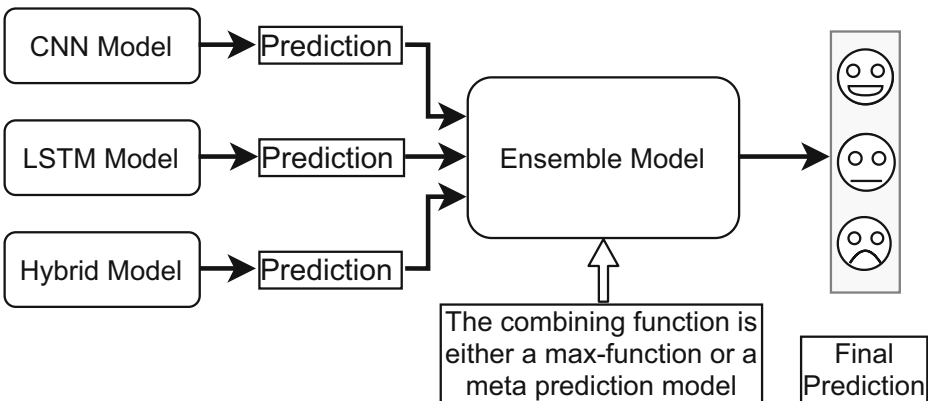 CNN Model
Prediction
LSTM Model
Prediction
Ensemble Model
Hybrid Model
Prediction
The combining function is
either a max-function or a
meta prediction model
Final
Prediction